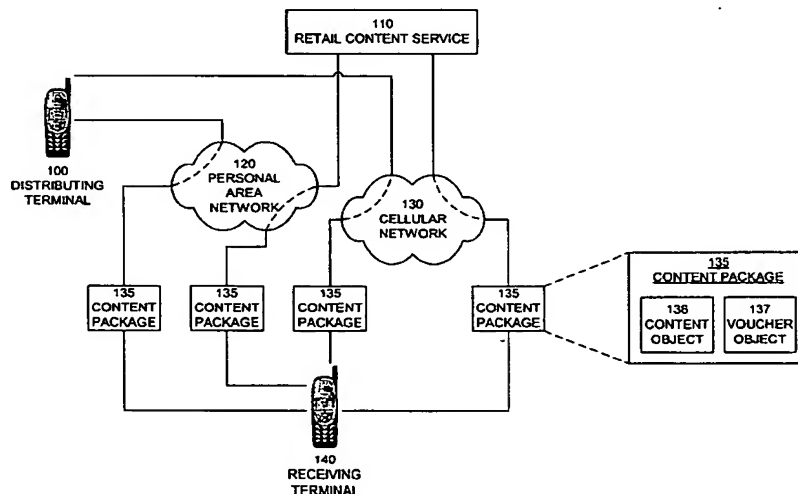 110
RETAIL CONTENT SERVICE
100
DISTRIBUTING
TERMINAL
120
PERSONAL
AREA
NETWORK
130
CELLULAR
NETWORK
135
CONTENT
PACKAGE
135
CONTENT
PACKAGE
135
CONTENT
PACKAGE
135
CONTENT
PACKAGE
135
CONTENT PACKAGE
136
CONTENT
OBJECT
137
VOUCHER
OBJECT
140
RECEIVING
TERMINAL